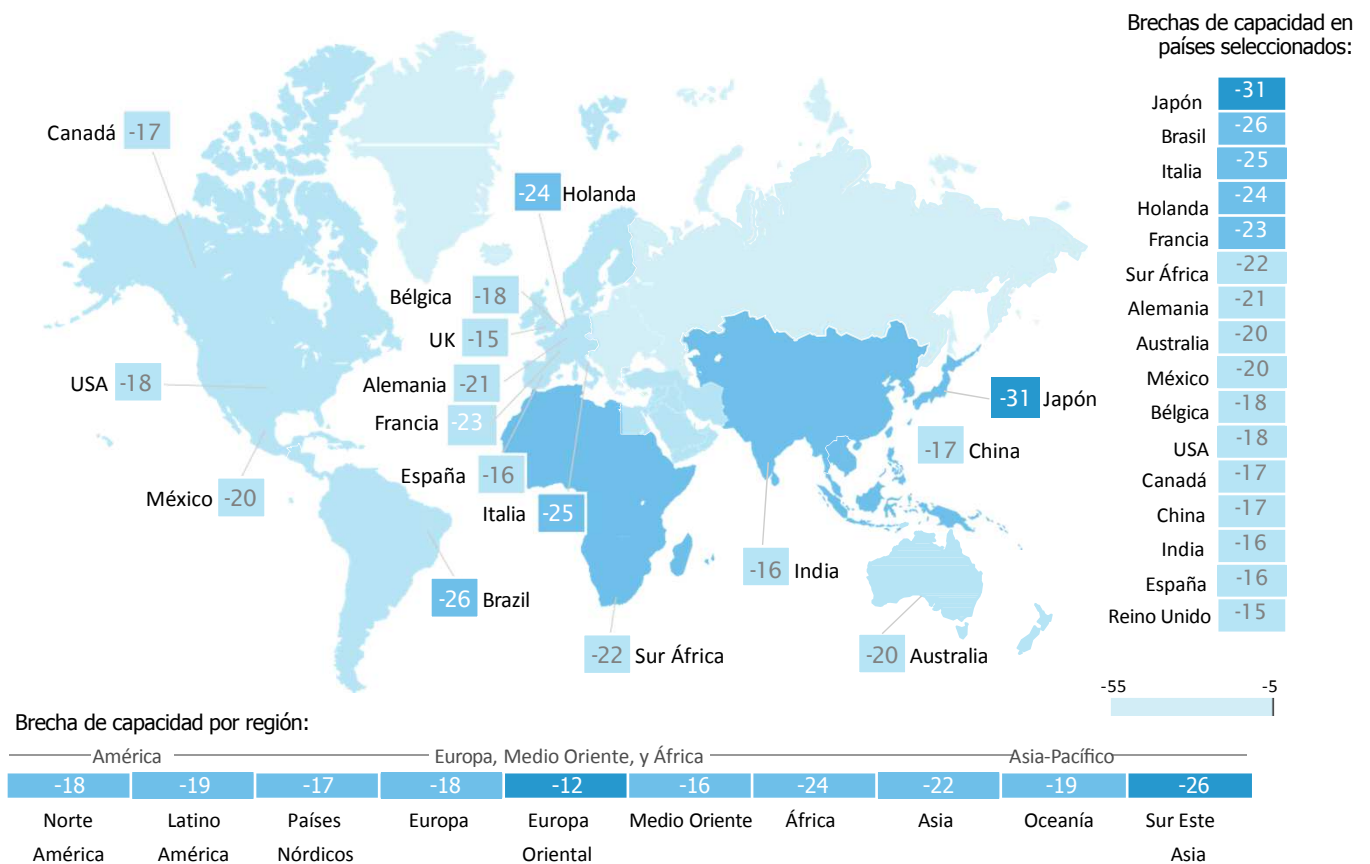 Brechas de capacidad en
países seleccionados:
Japón -31
Brasil -26
Italia -25
Holanda -24
Francia -23
Sur África -22
Alemania -21
Australia -20
México -20
Bélgica -18
USA -18
Canadá -17
China -17
India -16
España -16
Reino Unido -15
-55 -5
Canadá -17
-24 Holanda
Bélgica -18
UK -15
USA -18
Alemania -21
-31 Japón
Francia -23
-17 China
España -16
México -20
Italia -25
-16 India
-26 Brazil
-22 Sur África
-20 Australia
Brecha de capacidad por región:
América Europa, Medio Oriente, y África Asia-Pacífico
-18 -19 -17 -18 -12 -16 -24 -22 -19 -26
Norte Latino Países Europa Europa Medio Oriente África Asia Oceanía Sur Este
América América Nórdicos Oriental Asia